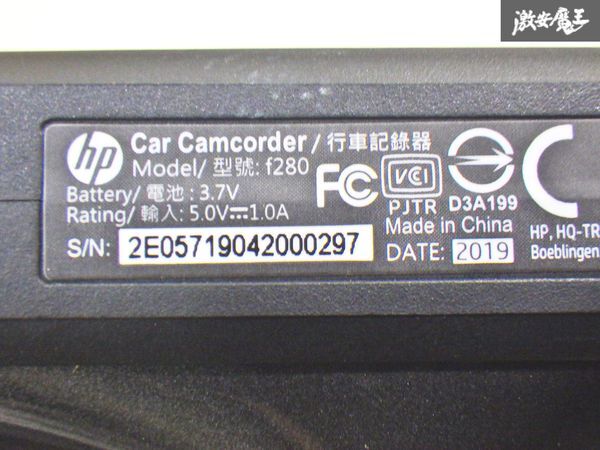 激安魔王
hp
Car Camcorder / 行車記錄器
Model/ 型號: f280
Battery/ 電池 : 3.7V
Rating/ 輸入 : 5.0V⎓1.0A
S/N: 2E05719042000297
FC
VCI
PJTR
D3A199
Made in China
DATE: 2019
CE
HP, HQ-TR
Boeblingen